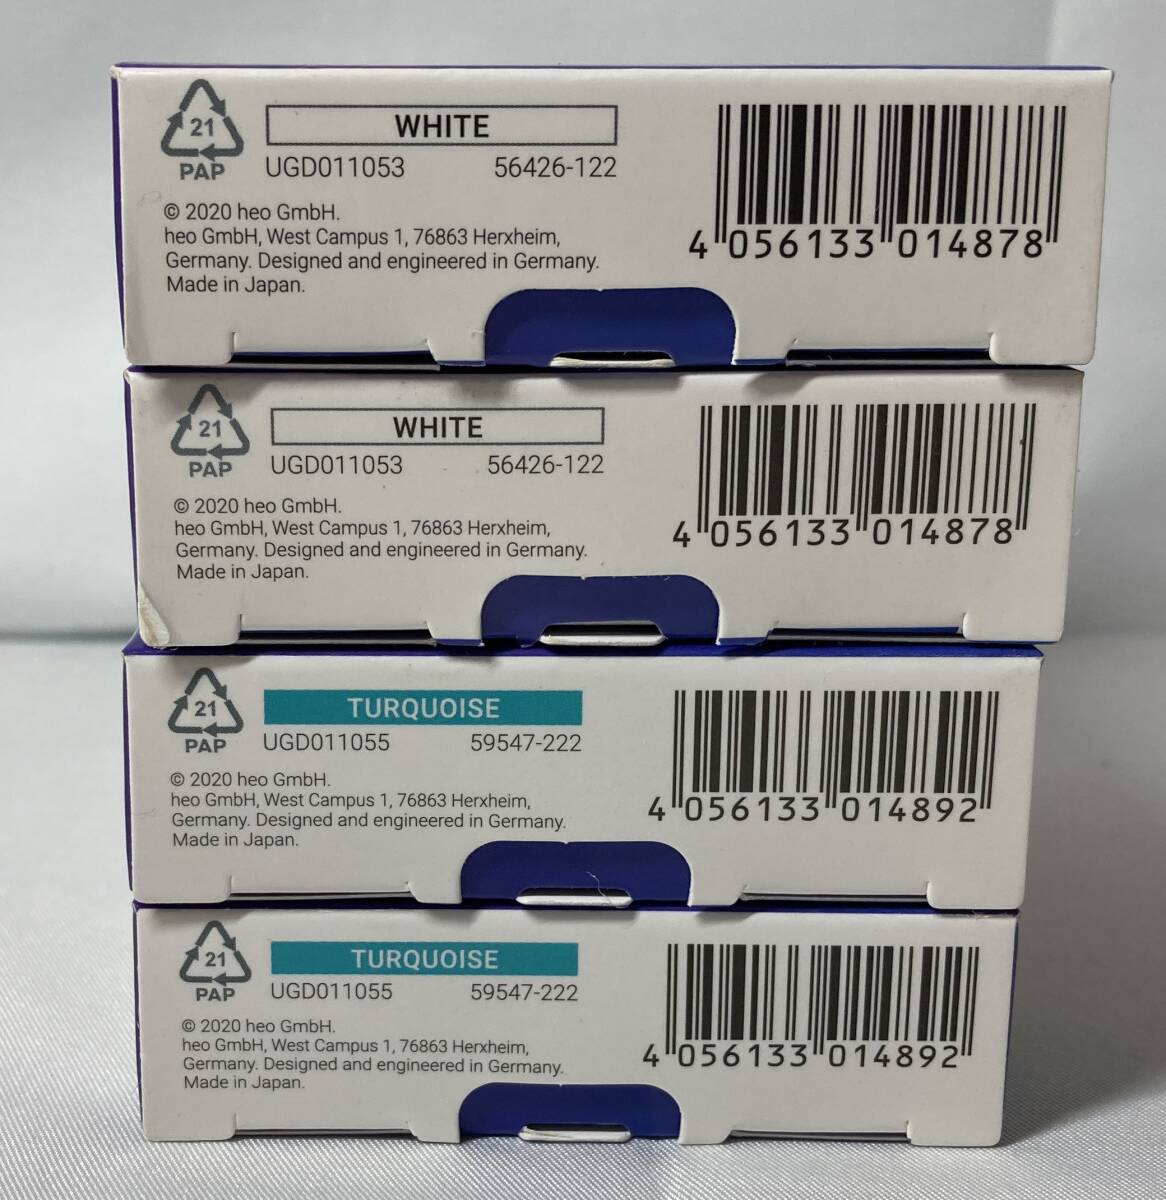 21
PAP
WHITE
UGD011053 56426-122
© 2020 heo GmbH.
heo GmbH, West Campus 1, 76863 Herxheim,
Germany. Designed and engineered in Germany.
Made in Japan.
4 056133 014878
21
PAP
WHITE
UGD011053 56426-122
© 2020 heo GmbH.
heo GmbH, West Campus 1, 76863 Herxheim,
Germany. Designed and engineered in Germany.
Made in Japan.
4 056133 014878
21
PAP
TURQUOISE
UGD011055 59547-222
© 2020 heo GmbH.
heo GmbH, West Campus 1, 76863 Herxheim,
Germany. Designed and engineered in Germany.
Made in Japan.
4 056133 014892
21
PAP
TURQUOISE
UGD011055 59547-222
© 2020 heo GmbH.
heo GmbH, West Campus 1, 76863 Herxheim,
Germany. Designed and engineered in Germany.
Made in Japan.
4 056133 014892